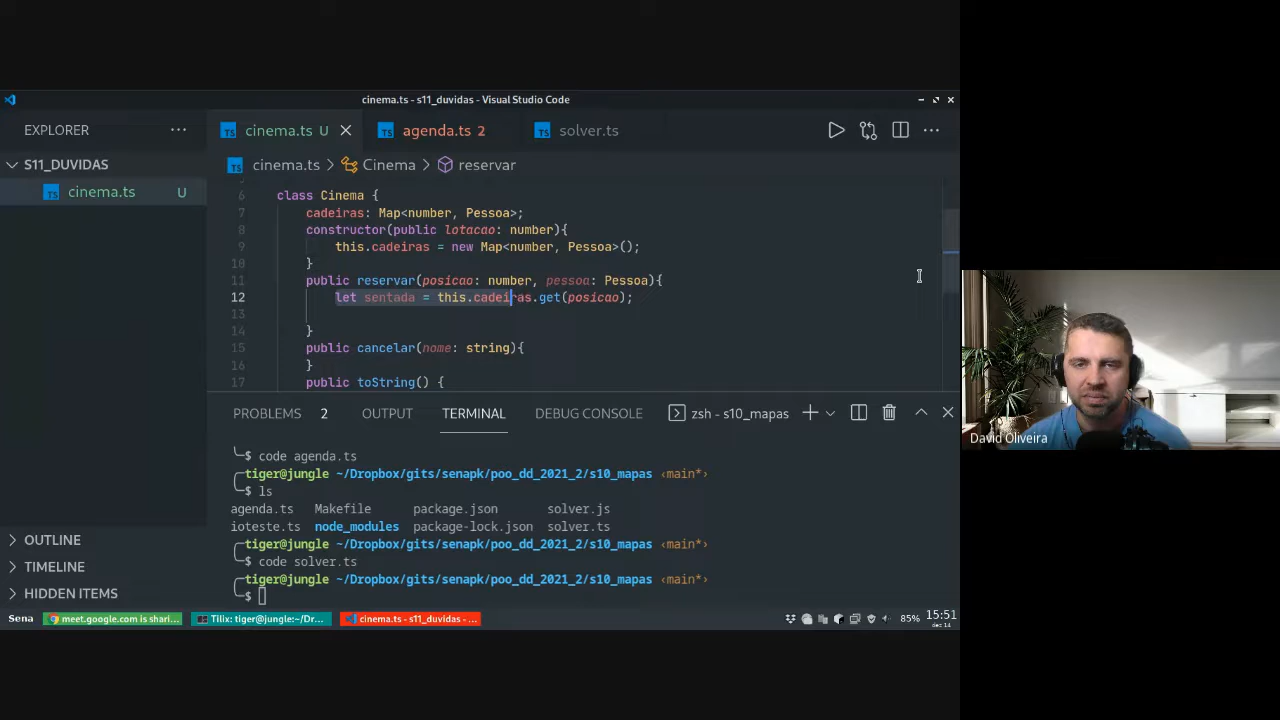 cinema.ts - s11_duvidas - Visual Studio Code
EXPLORER
S11_DUVIDAS
cinema.ts U
OUTLINE
TIMELINE
HIDDEN ITEMS
TS cinema.ts U
TS agenda.ts 2
TS solver.ts
TS cinema.ts > Cinema > reservar
6 class Cinema {
7 cadeiras: Map<number, Pessoa>;
8 constructor(public lotacao: number){
9 this.cadeiras = new Map<number, Pessoa>();
10 }
11 public reservar(posicao: number, pessoa: Pessoa){
12 let sentada = this.cadeiras.get(posicao);
13
14 }
15 public cancelar(nome: string){
16 }
17 public toString() {
PROBLEMS 2 OUTPUT TERMINAL DEBUG CONSOLE zsh - s10_mapas
$ code agenda.ts
tiger@jungle ~/Dropbox/gits/senapk/poo_dd_2021_2/s10_mapas ‹main*›
$ ls
agenda.ts Makefile package.json solver.js
ioteste.ts node_modules package-lock.json solver.ts
tiger@jungle ~/Dropbox/gits/senapk/poo_dd_2021_2/s10_mapas ‹main*›
$ code solver.ts
tiger@jungle ~/Dropbox/gits/senapk/poo_dd_2021_2/s10_mapas ‹main*›
$
Sena meet.google.com is shari... Tilix: tiger@jungle:~/Dr... cinema.ts - s11_duvidas - ... 85% 15:51
dez 14
David Oliveira